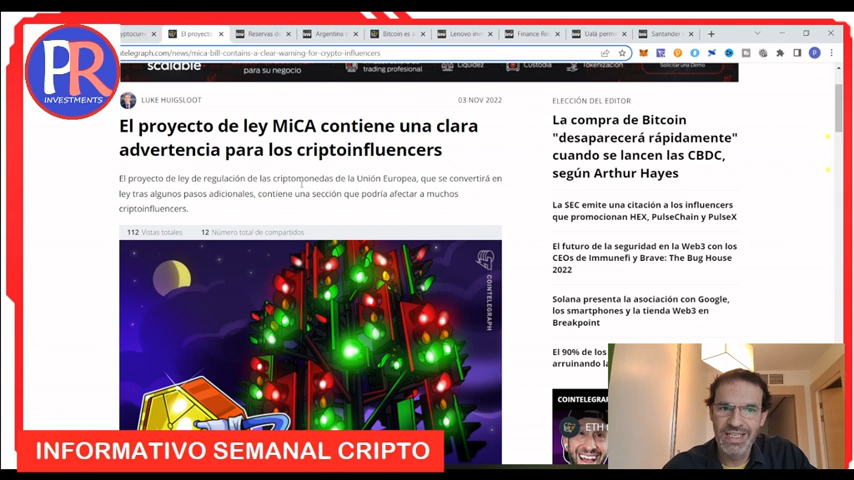 PR
INVESTMENTS
El proyecto
Reservas d
Argentina
Bitcoin es
Lenovo inv
Finance Re
Ualá perm
Santander
telegraph.com/news/mica-bill-contains-a-clear-warning-for-crypto-influencers
scalable
para su negocio
trading profesional
Liquidez
Custodia
Tokenización
Solicitar una Demo
LUKE HUIGSLOOT
03 NOV 2022
El proyecto de ley MiCA contiene una clara
advertencia para los criptoinfluencers
El proyecto de ley de regulación de las criptomonedas de la Unión Europea, que se convertirá en
ley tras algunos pasos adicionales, contiene una sección que podría afectar a muchos
criptoinfluencers.
112 Vistas totales
12 Número total de compartidos
COINTELEGRAPH
ELECCIÓN DEL EDITOR
La compra de Bitcoin
"desaparecerá rápidamente"
cuando se lancen las CBDC,
según Arthur Hayes
La SEC emite una citación a los influencers
que promocionan HEX, PulseChain y PulseX
El futuro de la seguridad en la Web3 con los
CEOs de Immunefi y Brave: The Bug House
2022
Solana presenta la asociación con Google,
los smartphones y la tienda Web3 en
Breakpoint
El 90% de los
arruinando la
COINTELEGRA
ETH
INFORMATIVO SEMANAL CRIPTO